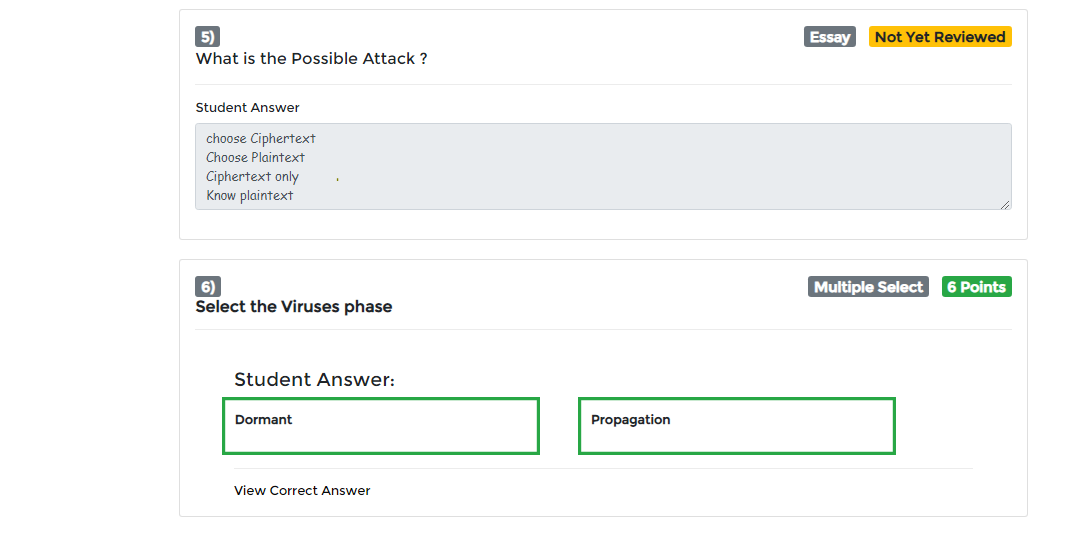 5) Essay Not Yet Reviewed
What is the Possible Attack ?
Student Answer
choose Ciphertext
Choose Plaintext
Ciphertext only .
Know plaintext
6) Multiple Select 6 Points
Select the Viruses phase
Student Answer:
Dormant Propagation
View Correct Answer